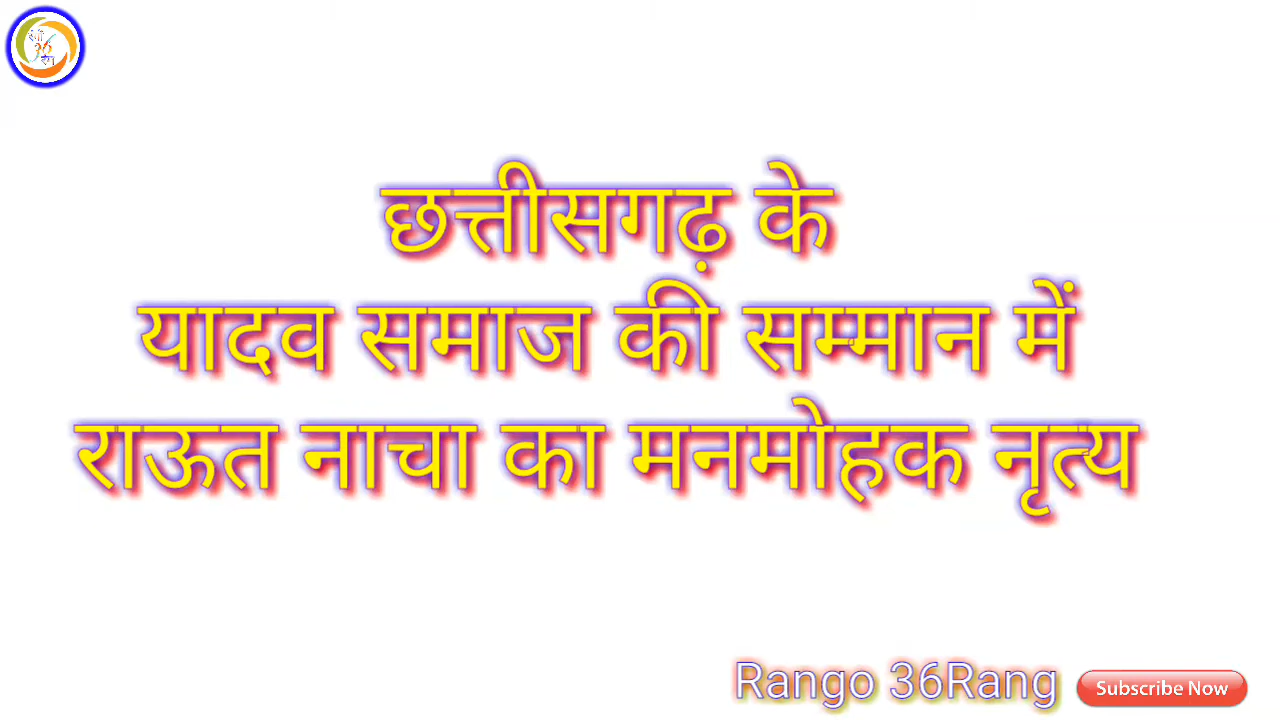 छत्तीसगढ़ के
यादव समाज की सम्मान में
राऊत नाचा का मनमोहक नृत्य
Rango 36Rang
Subscribe Now